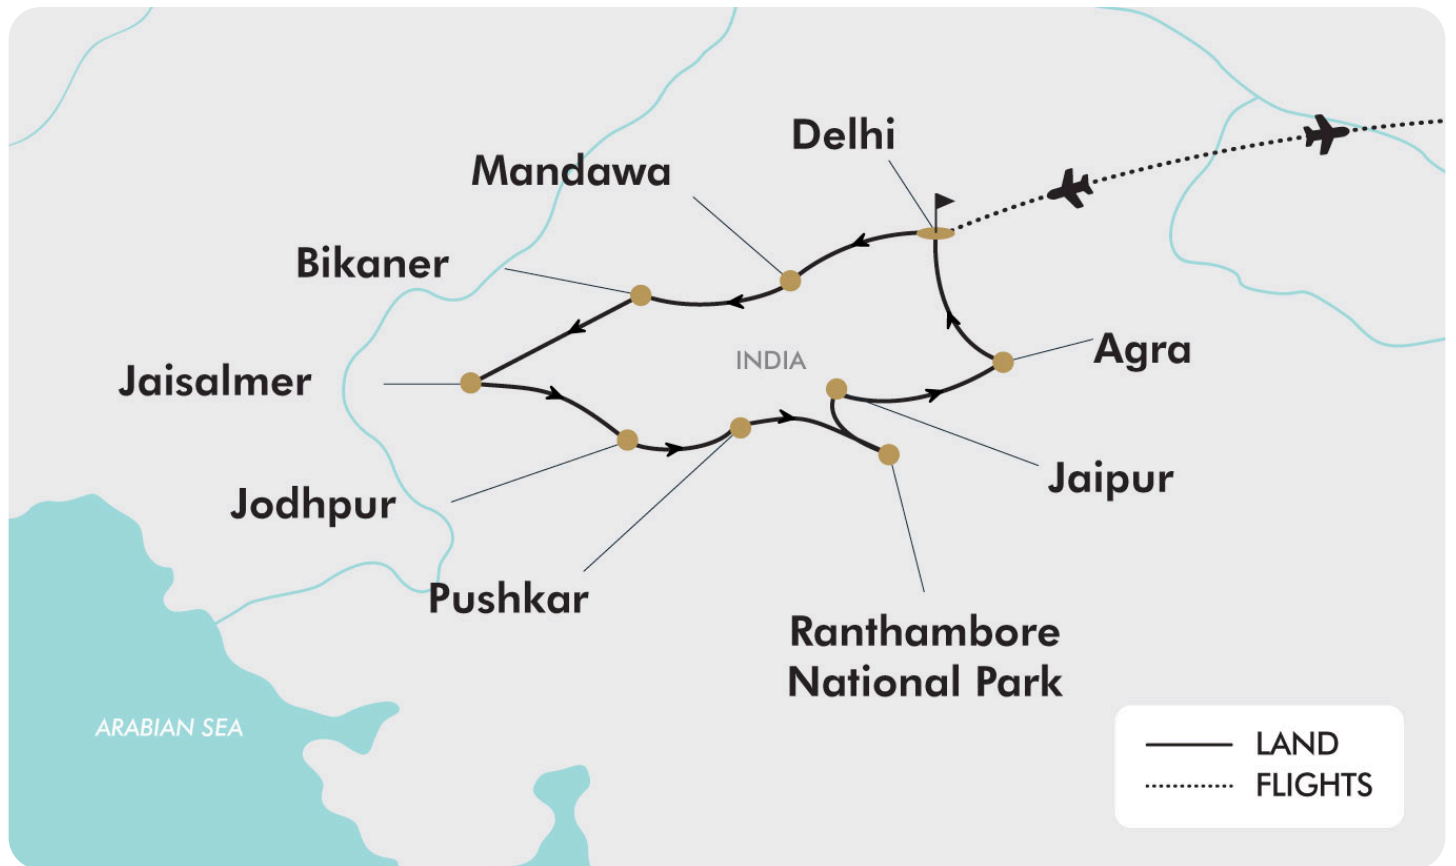 Delhi
Mandawa
Bikaner
INDIA
Agra
Jaisalmer
Jaipur
Jodhpur
Pushkar
Ranthambore
National Park
ARABIAN SEA
LAND
FLIGHTS